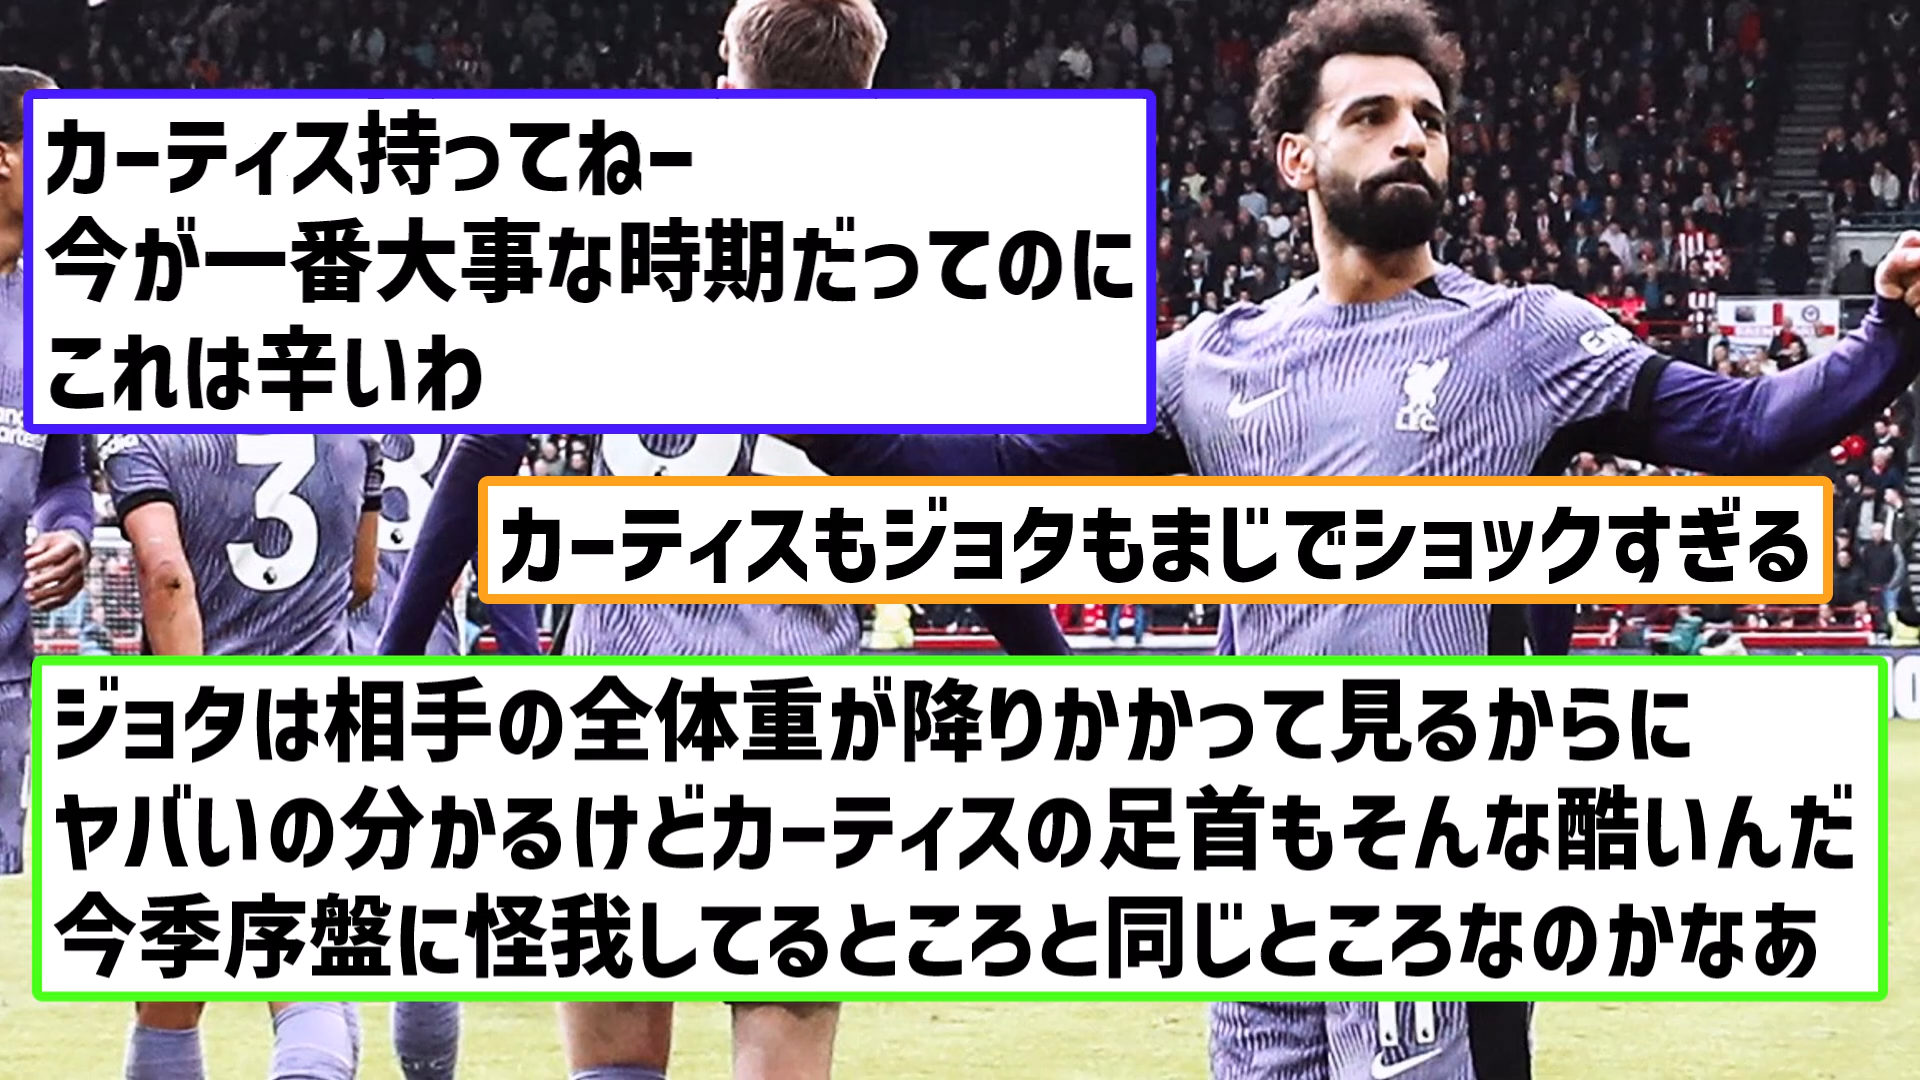 カーティス持ってねー
今が一番大事な時期だってのに
これは辛いわ
カーティスもジョタもまじでショックすぎる
ジョタは相手の全体重が降りかかって見るからに
ヤバいの分かるけどカーティスの足首もそんな酷いんだ
今季序盤に怪我してるところと同じところなのかなあ
3
L.F.C.
11